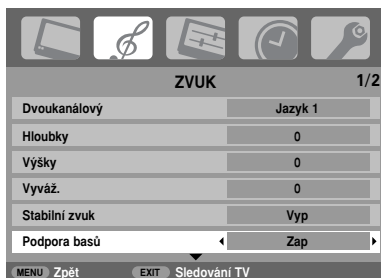 ZVUK 1/2
Dvoukanálový Jazyk 1
Hloubky 0
Výšky 0
Vyváž. 0
Stabilní zvuk Vyp
Podpora basů Zap
MENU Zpět EXIT Sledování TV